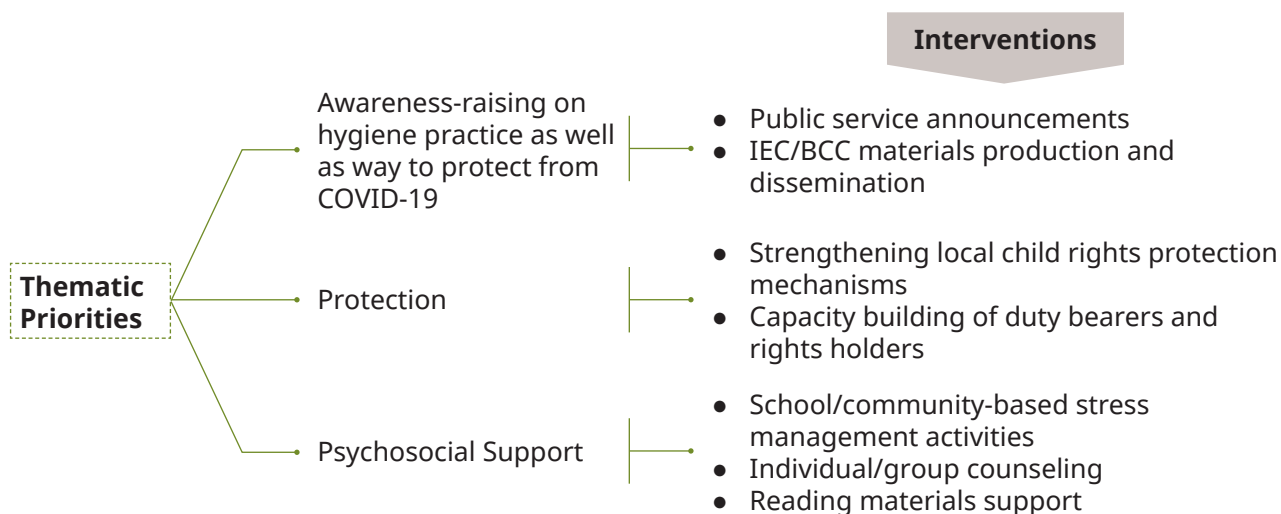 Interventions
Awareness-raising on
hygiene practice as well
as way to protect from
COVID-19
● Public service announcements
● IEC/BCC materials production and
dissemination
Thematic
Priorities
Protection
● Strengthening local child rights protection
mechanisms
● Capacity building of duty bearers and
rights holders
Psychosocial Support
● School/community-based stress
management activities
● Individual/group counseling
● Reading materials support